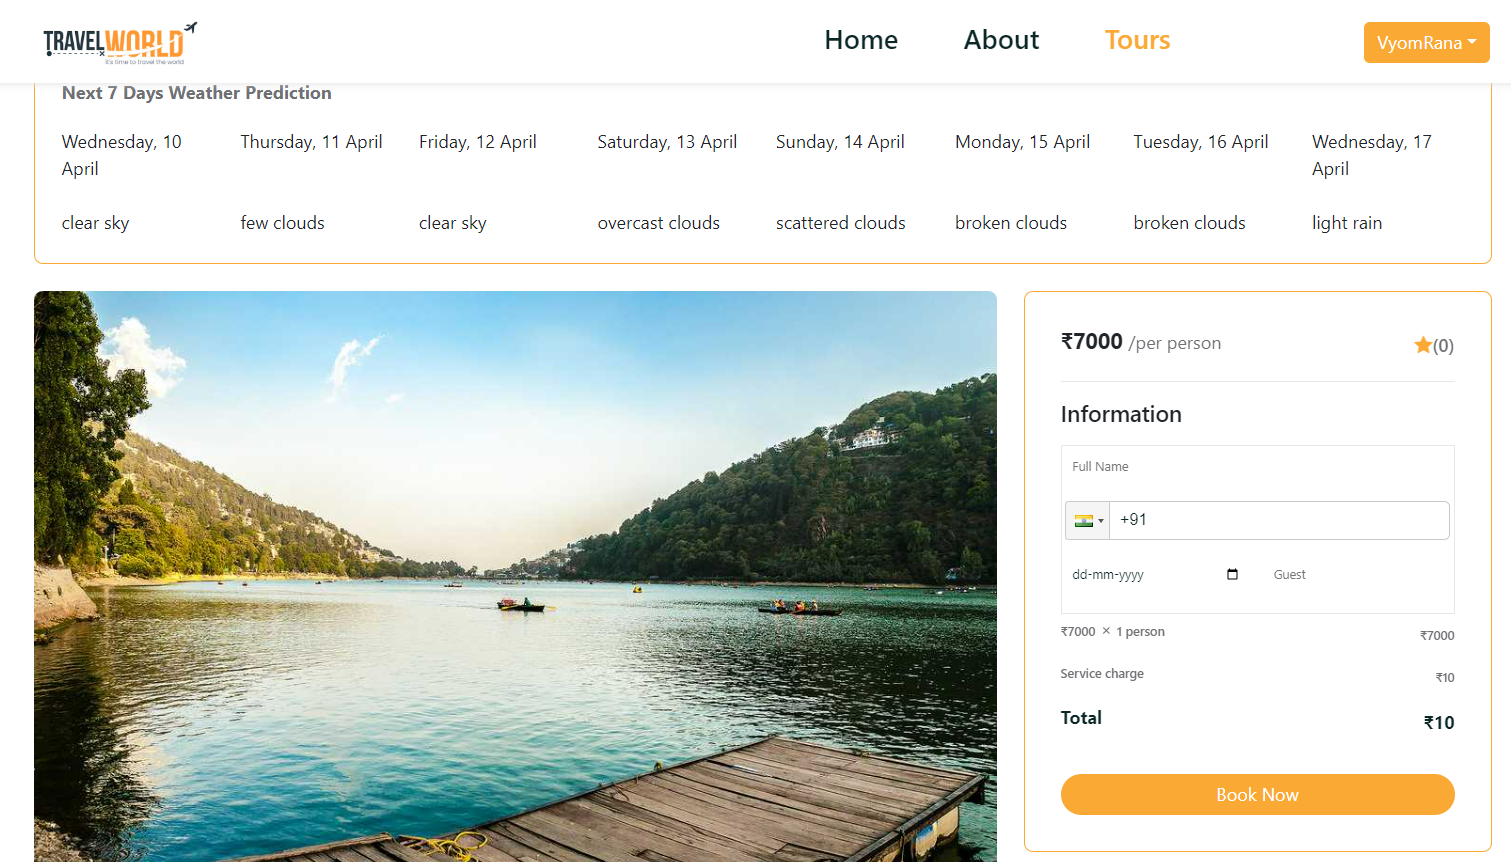 TRAVELWORLD
it's time to travel the world
Home About Tours
VyomRana
Next 7 Days Weather Prediction
Wednesday, 10 April
Thursday, 11 April
Friday, 12 April
Saturday, 13 April
Sunday, 14 April
Monday, 15 April
Tuesday, 16 April
Wednesday, 17 April
clear sky
few clouds
clear sky
overcast clouds
scattered clouds
broken clouds
broken clouds
light rain
₹7000 /per person
(0)
Information
Full Name
+91
dd-mm-yyyy Guest
₹7000 × 1 person ₹7000
Service charge ₹10
Total ₹10
Book Now